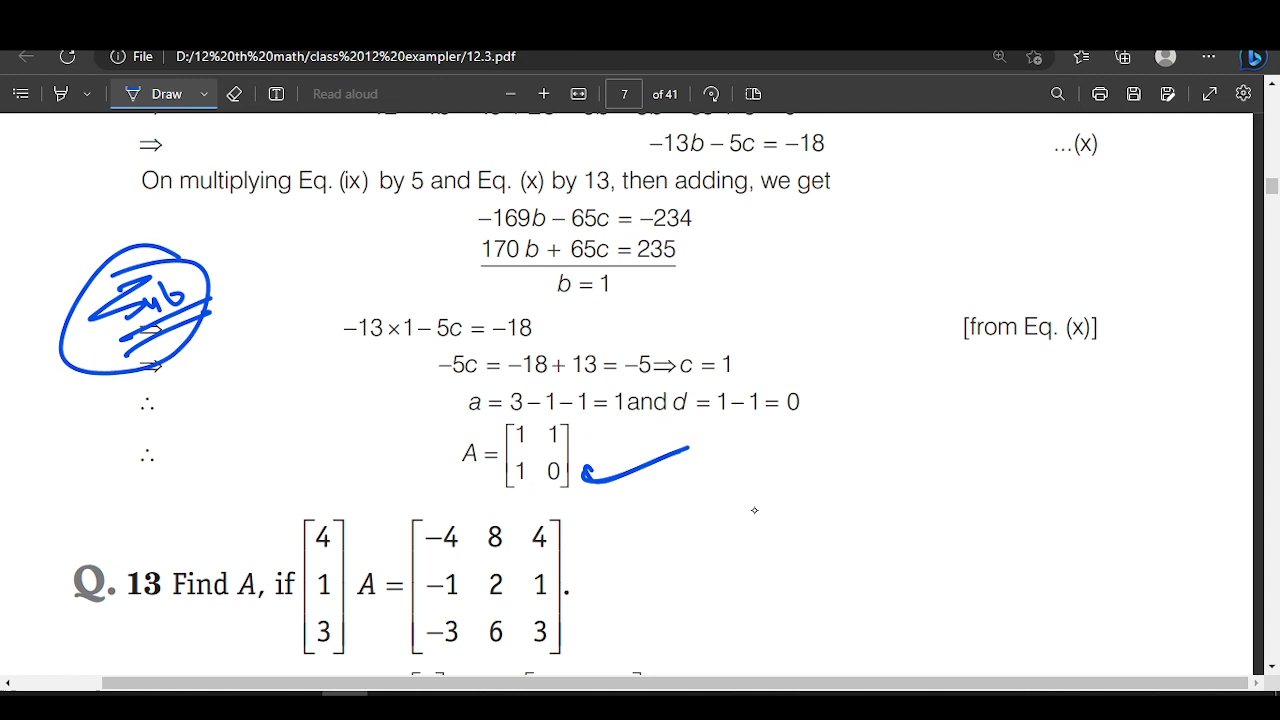 File D:/12%20th%20math/class%2012%20exampler/12.3.pdf
Draw Read aloud 7 of 41
⇒ −13b − 5c = −18 ...(x)
On multiplying Eq. (ix) by 5 and Eq. (x) by 13, then adding, we get
−169b − 65c = −234
170 b + 65c = 235
b = 1
Sub
⇒ −13 × 1 − 5c = −18 [from Eq. (x)]
⇒ −5c = −18 + 13 = −5 ⇒ c = 1
∴ a = 3 − 1 − 1 = 1 and d = 1 − 1 = 0
∴ A = [1 1
1 0]
Q. 13 Find A, if [4 1 3] A = [−4 8 4
−1 2 1
−3 6 3].